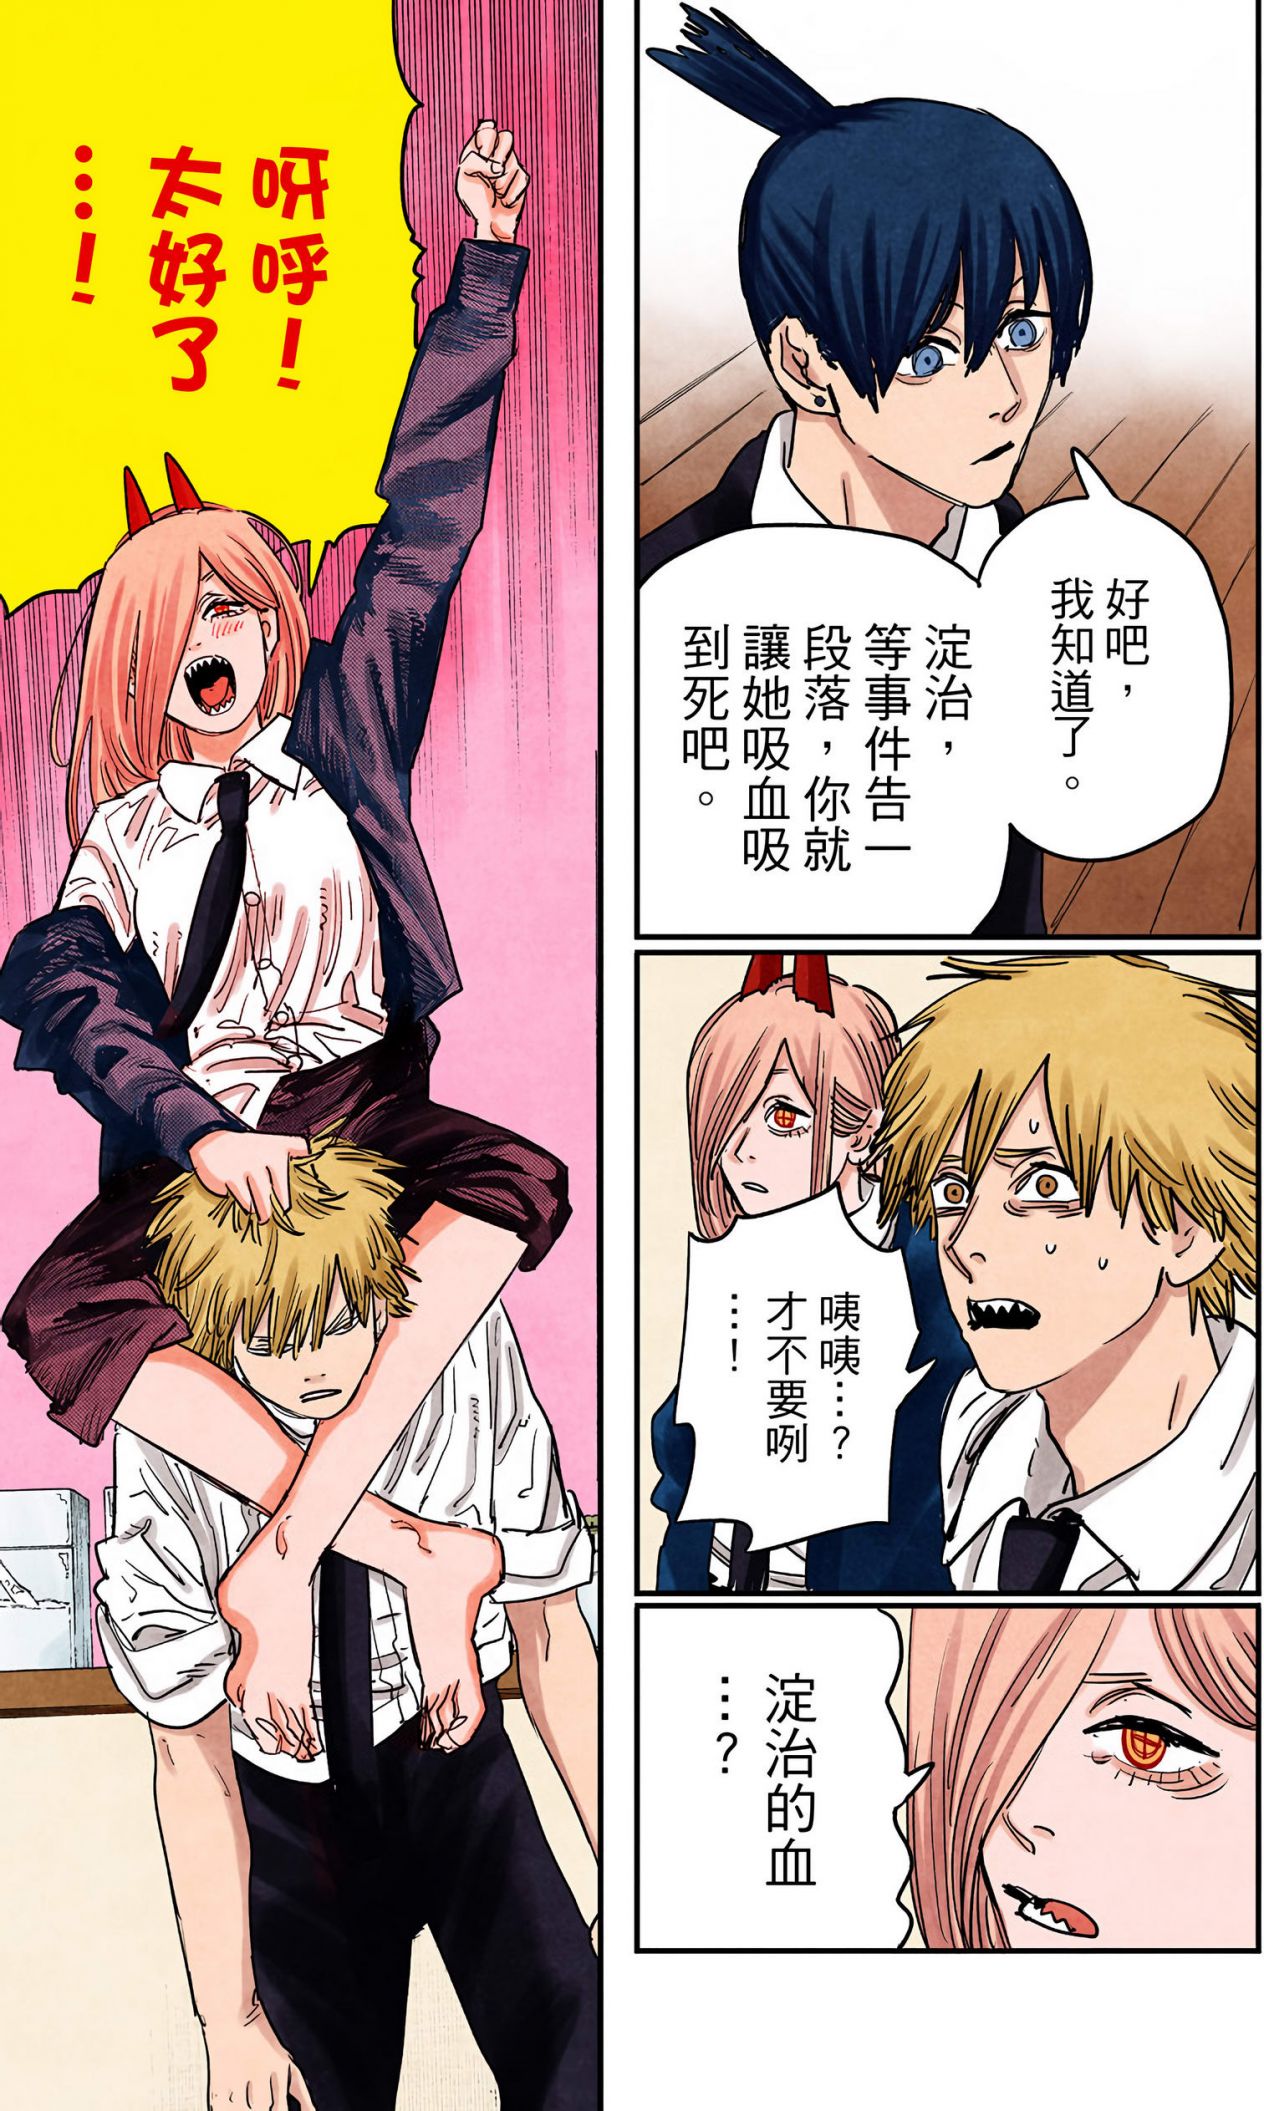 好吧，
我知道了。
淀治，
等事件告一
段落，你就
讓她吸血吸
到死吧。
咦咦…？
才不要咧
…！
淀治的血
…？
呀呼！
太好了
…！